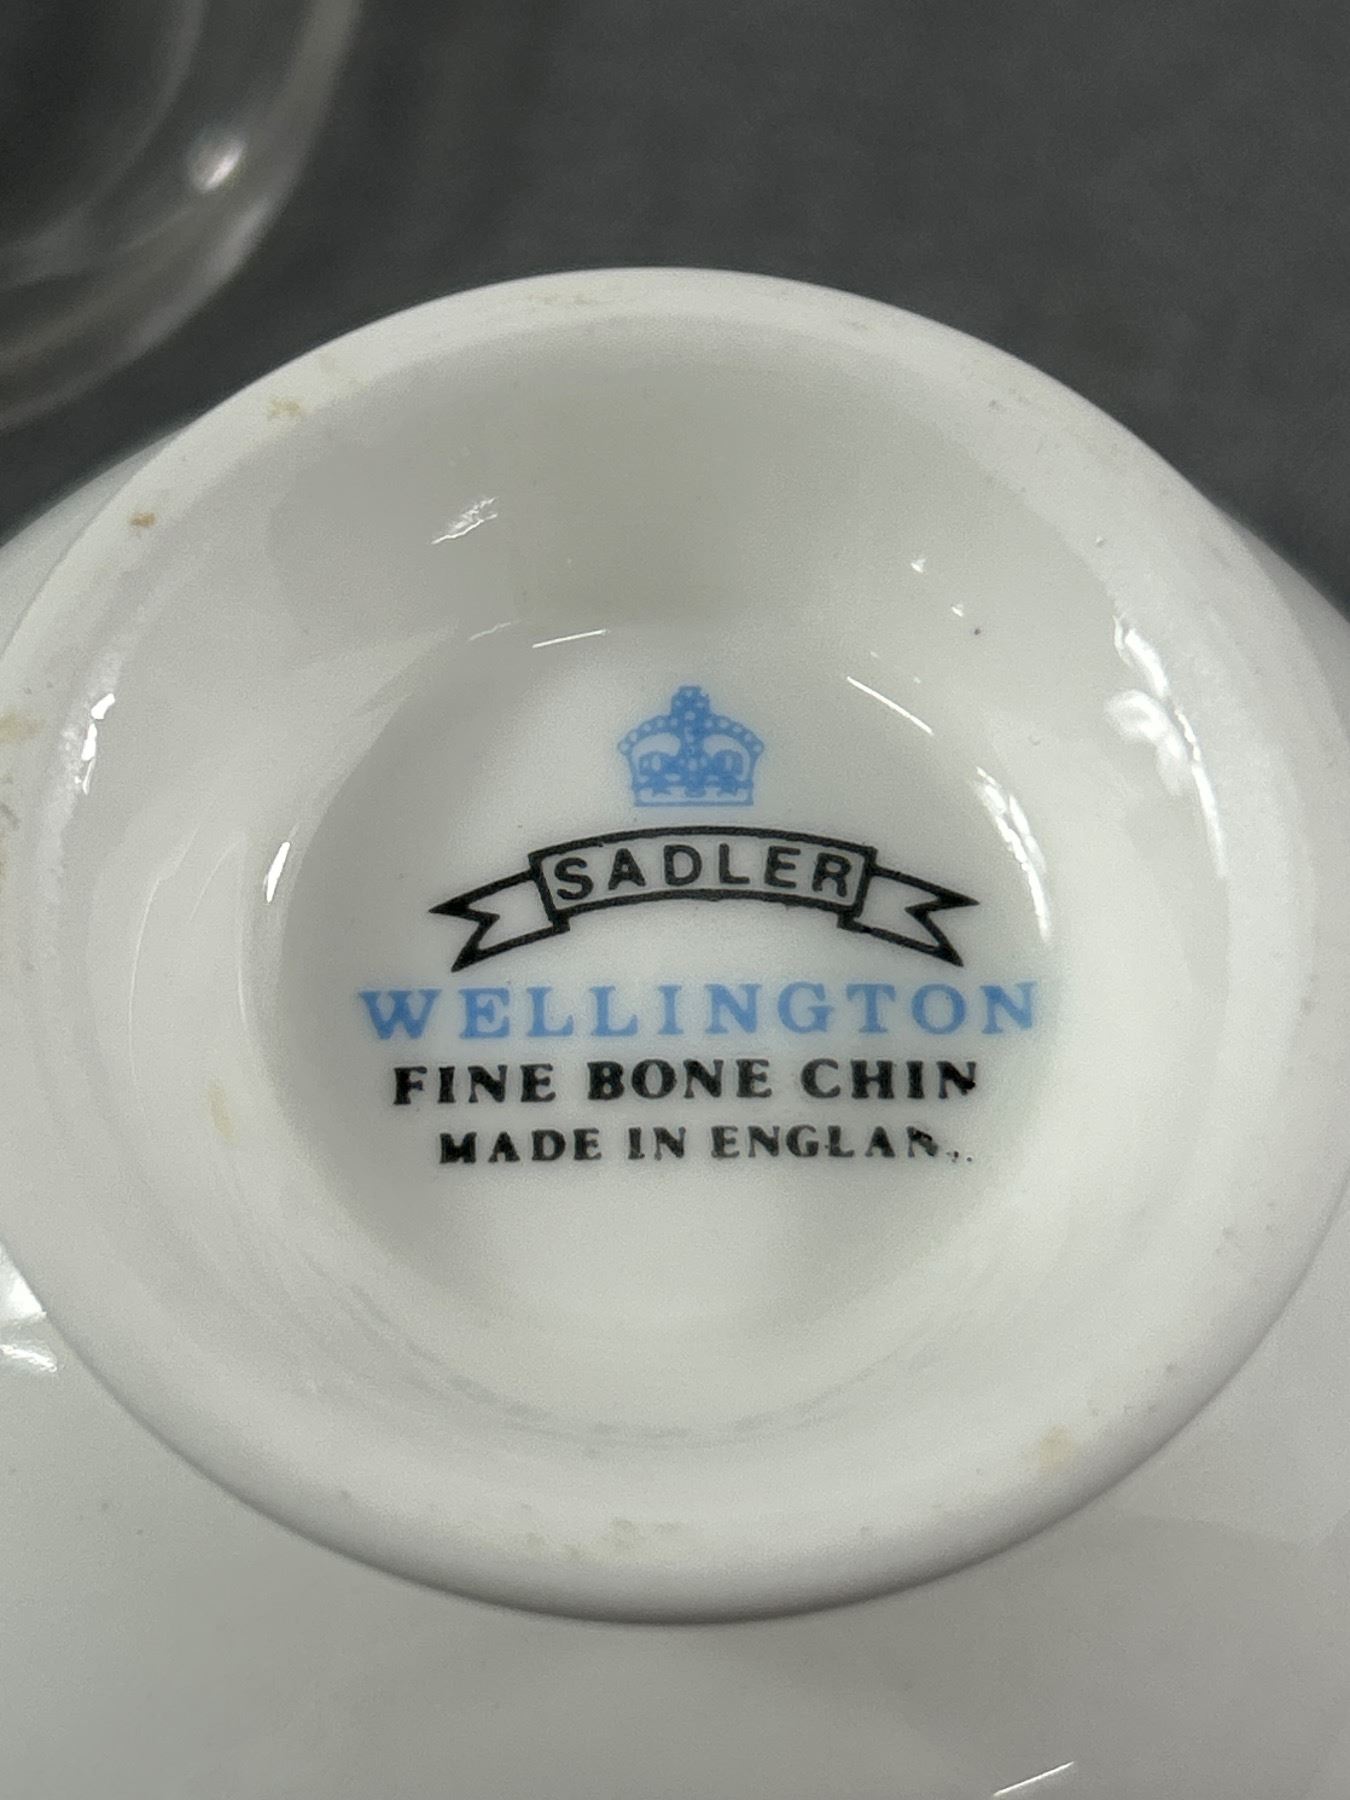 SADLER
WELLINGTON
FINE BONE CHIN
MADE IN ENGLAN